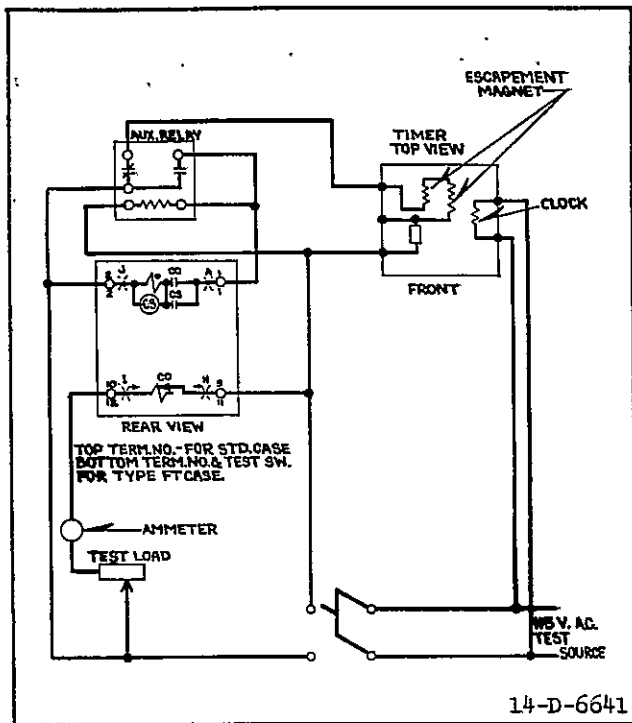 ESCAPEMENT
MAGNET
AUX. RELAY
TIMER
TOP VIEW
CLOCK
FRONT
CO
CS
CS
CO
REAR VIEW
TOP TERM. NO.-FOR STD. CASE
BOTTOM TERM. NO. & TEST SW.
FOR TYPE FT CASE.
AMMETER
TEST LOAD
V. A.C.
TEST
SOURCE
14-D-6641